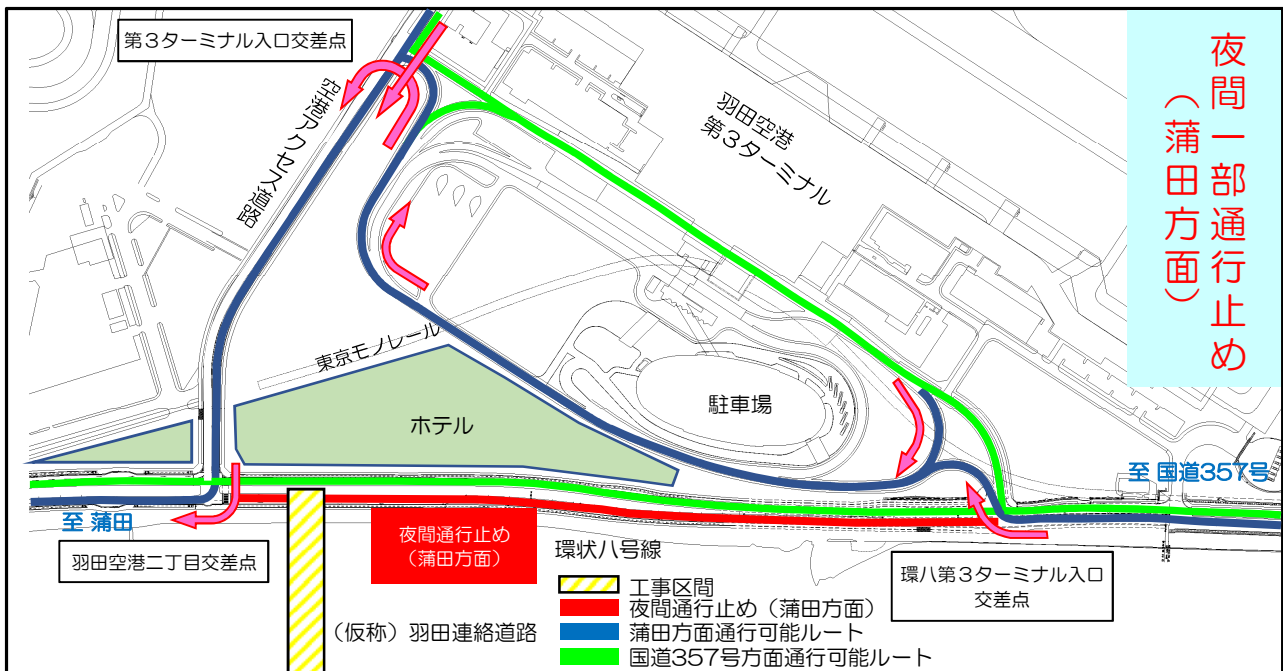 夜間一部通行止め
（蒲田方面）
第3ターミナル入口交差点
空港アクセス道路
羽田空港
第3ターミナル
東京モノレール
ホテル
駐車場
至 国道357号
至 蒲田
羽田空港二丁目交差点
夜間通行止め
（蒲田方面）
環八第3ターミナル入口
交差点
（仮称）羽田連絡道路
環状八号線
工事区間
夜間通行止め（蒲田方面）
蒲田方面通行可能ルート
国道357号方面通行可能ルート